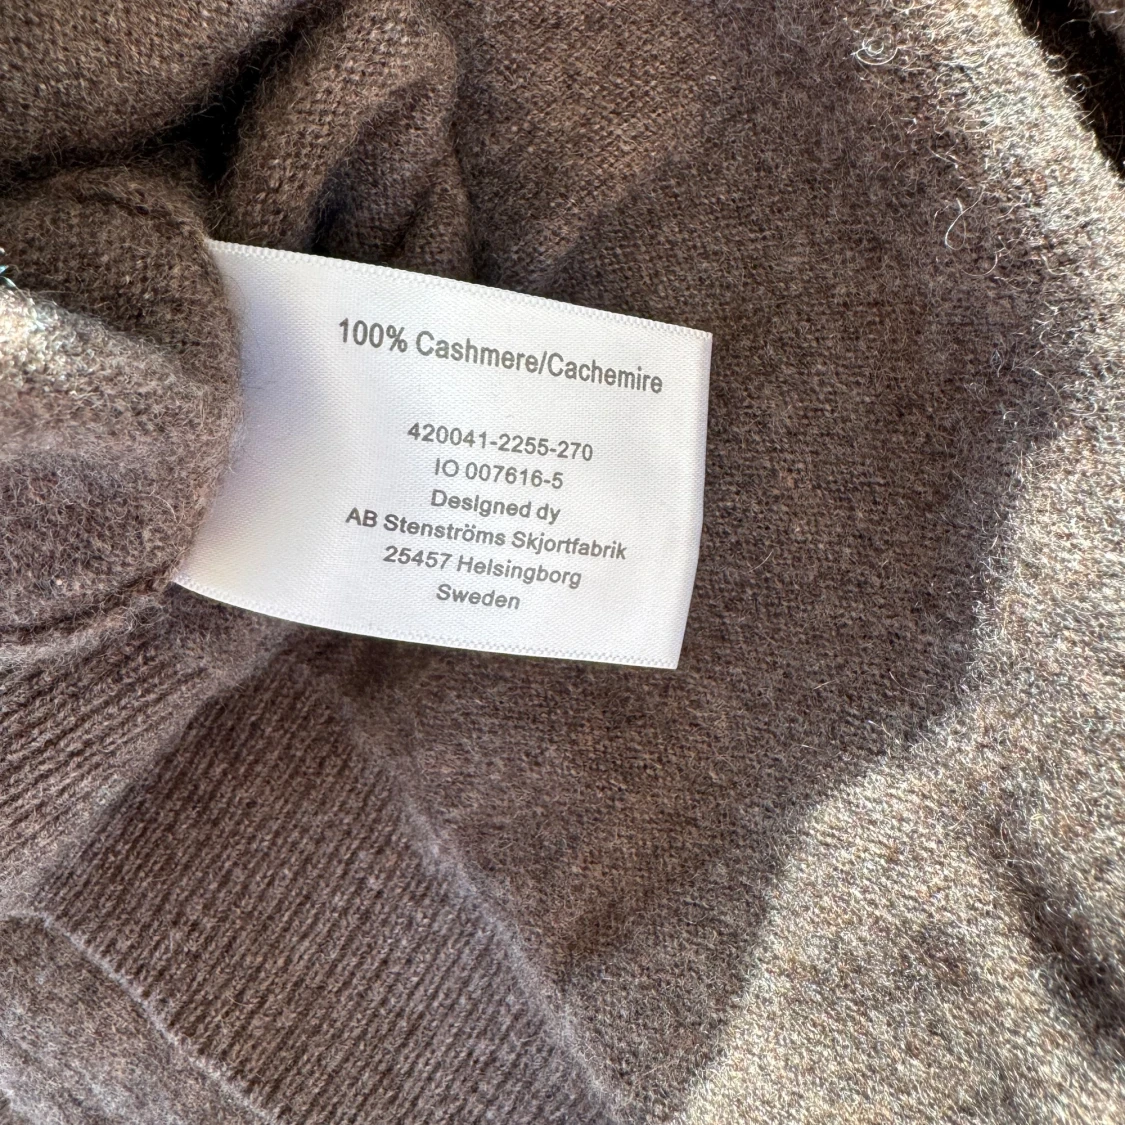 100% Cashmere/Cachemire
420041-2255-270
IO 007616-5
Designed dy
AB Stenströms Skjortfabrik
25457 Helsingborg
Sweden